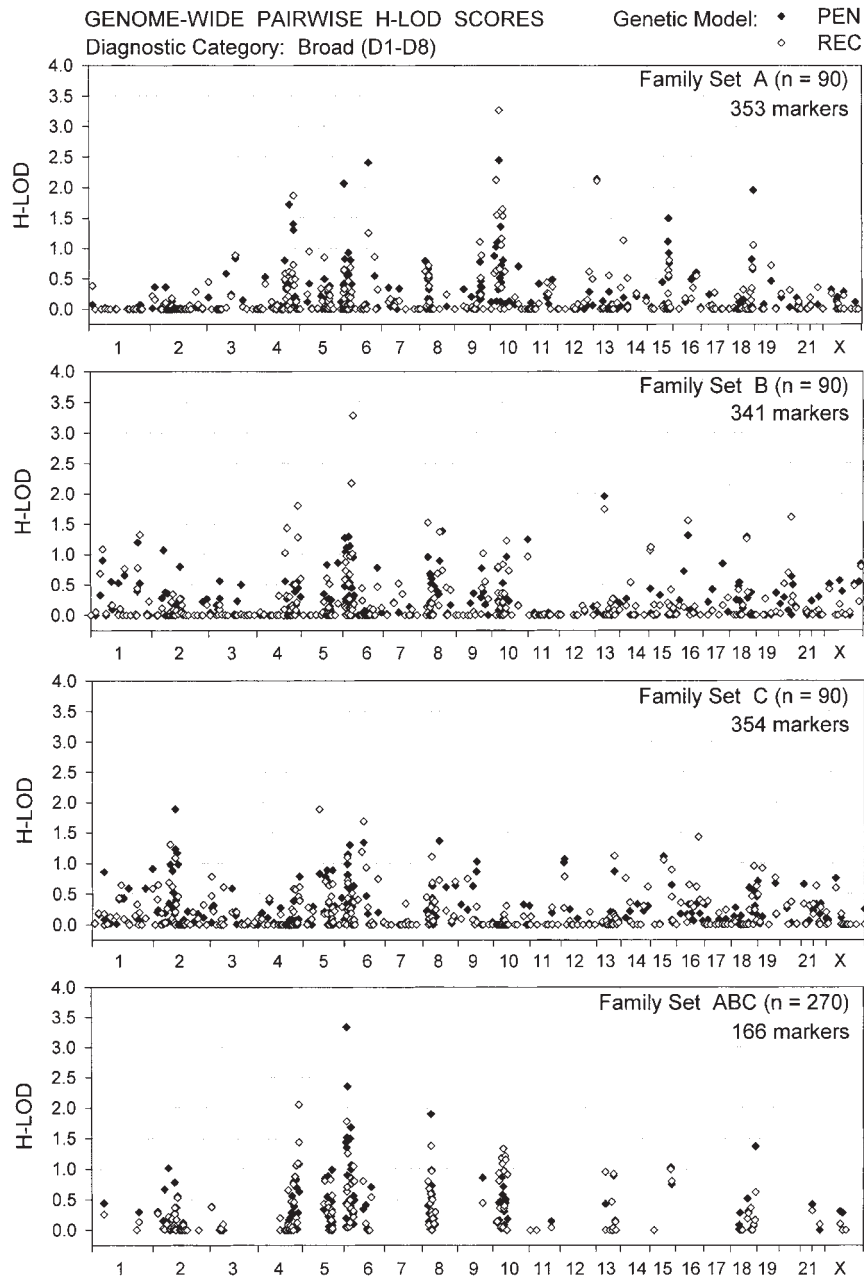 GENOME-WIDE PAIRWISE H-LOD SCORES Genetic Model: ◆ PEN
Diagnostic Category: Broad (D1-D8) ◇ REC
Family Set A (n = 90)
353 markers
H-LOD
4.0
3.5
3.0
2.5
2.0
1.5
1.0
0.5
0.0
1 2 3 4 5 6 7 8 9 10 11 12 13 14 15 16 17 18 19 21 X
Family Set B (n = 90)
341 markers
H-LOD
4.0
3.5
3.0
2.5
2.0
1.5
1.0
0.5
0.0
1 2 3 4 5 6 7 8 9 10 11 12 13 14 15 16 17 18 19 21 X
Family Set C (n = 90)
354 markers
H-LOD
4.0
3.5
3.0
2.5
2.0
1.5
1.0
0.5
0.0
1 2 3 4 5 6 7 8 9 10 11 12 13 14 15 16 17 18 19 21 X
Family Set ABC (n = 270)
166 markers
H-LOD
4.0
3.5
3.0
2.5
2.0
1.5
1.0
0.5
0.0
1 2 3 4 5 6 7 8 9 10 11 12 13 14 15 16 17 18 19 21 X